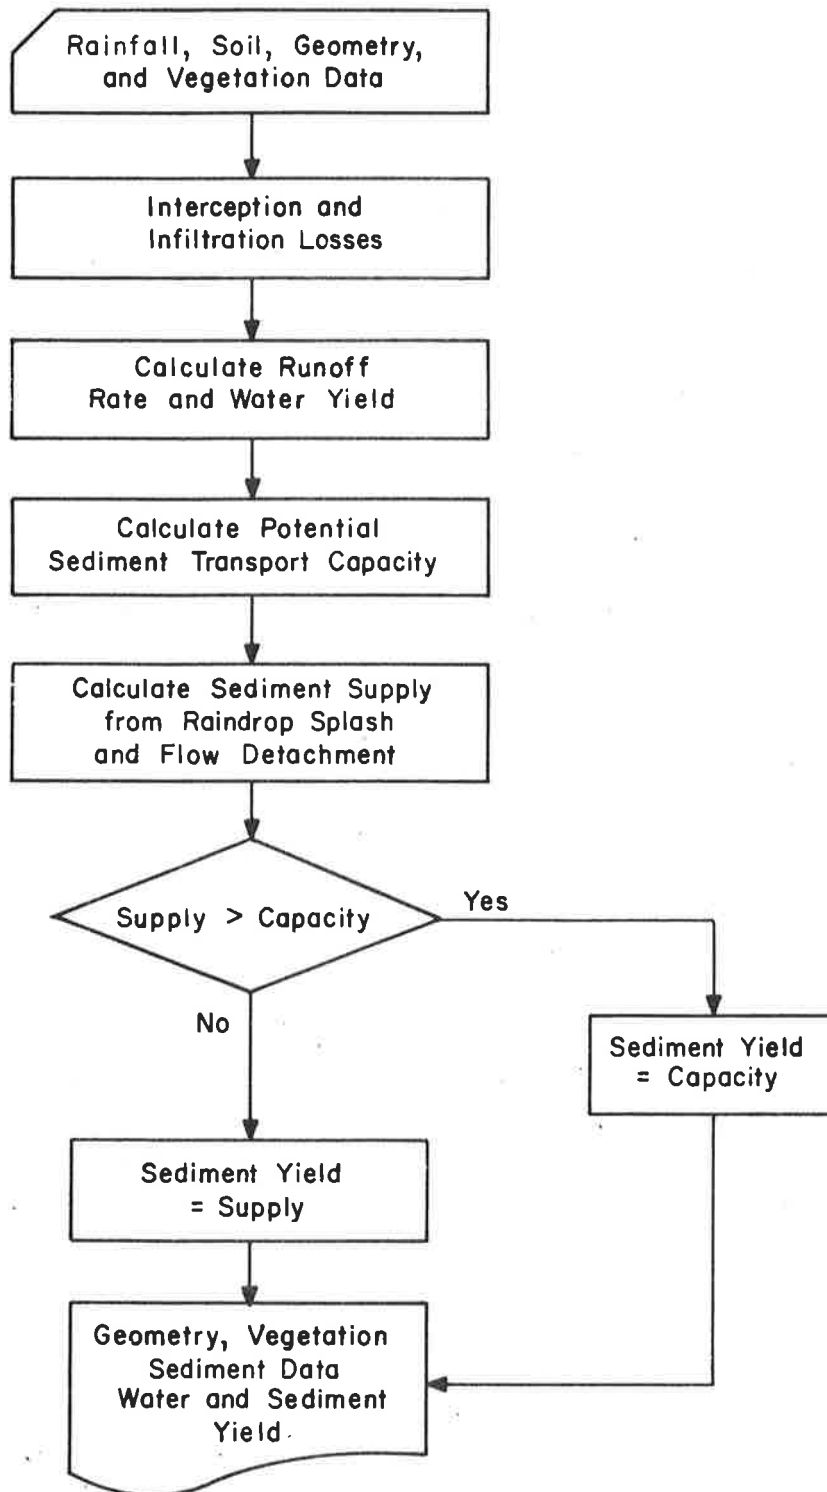 Rainfall, Soil, Geometry,
and Vegetation Data
Interception and
Infiltration Losses
Calculate Runoff
Rate and Water Yield
Calculate Potential
Sediment Transport Capacity
Calculate Sediment Supply
from Raindrop Splash
and Flow Detachment
Supply > Capacity
Yes
No
Sediment Yield
= Capacity
Sediment Yield
= Supply
Geometry, Vegetation
Sediment Data
Water and Sediment
Yield